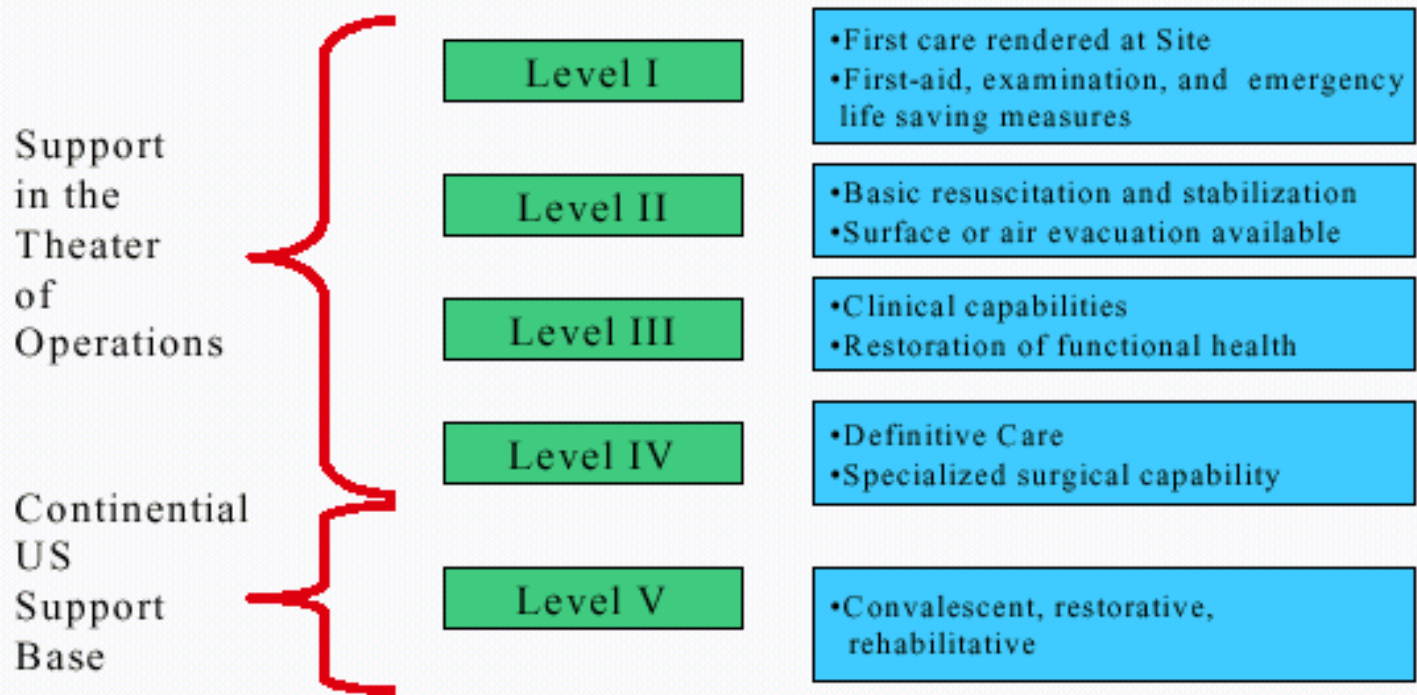 Support
in the
Theater
of
Operations
Level I
•First care rendered at Site
•First-aid, examination, and emergency
life saving measures
Level II
•Basic resuscitation and stabilization
•Surface or air evacuation available
Level III
•Clinical capabilities
•Restoration of functional health
Level IV
•Definitive Care
•Specialized surgical capability
Continential
US
Support
Base
Level V
•Convalescent, restorative,
rehabilitative